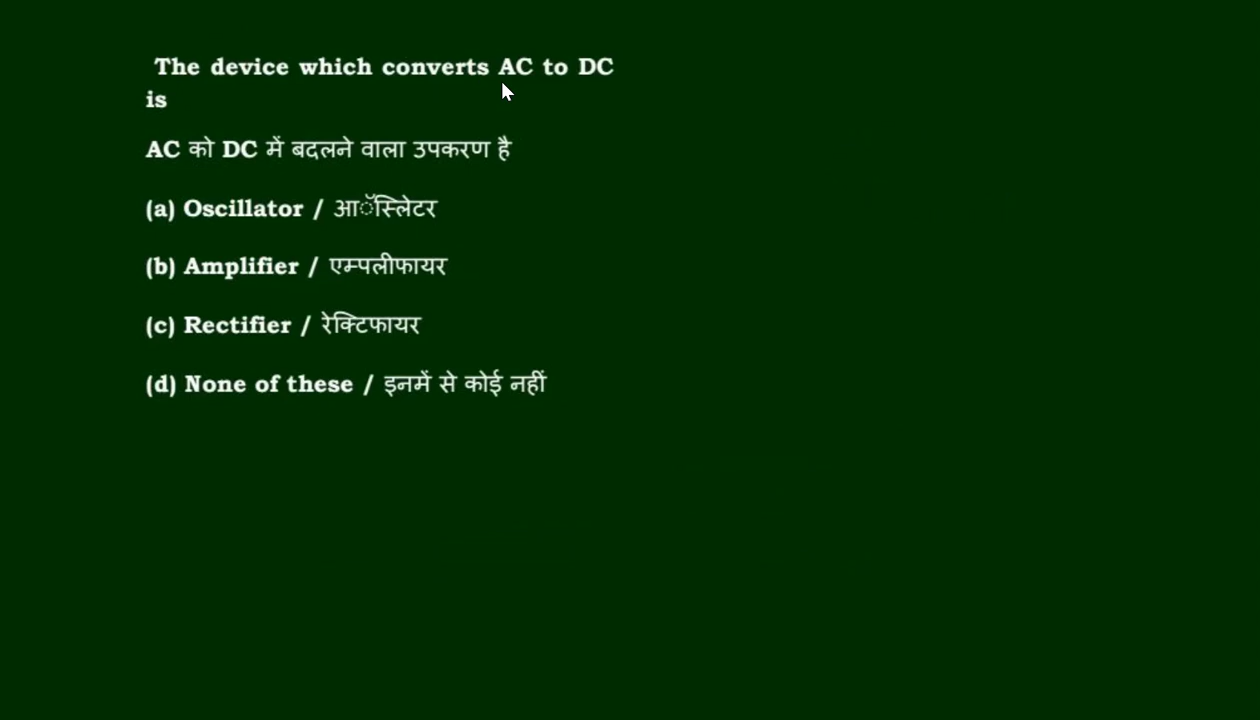 The device which converts AC to DC
is
AC को DC में बदलने वाला उपकरण है
(a) Oscillator / आॅस्लिेटर
(b) Amplifier / एम्पलीफायर
(c) Rectifier / रेक्टिफायर
(d) None of these / इनमें से कोई नहीं